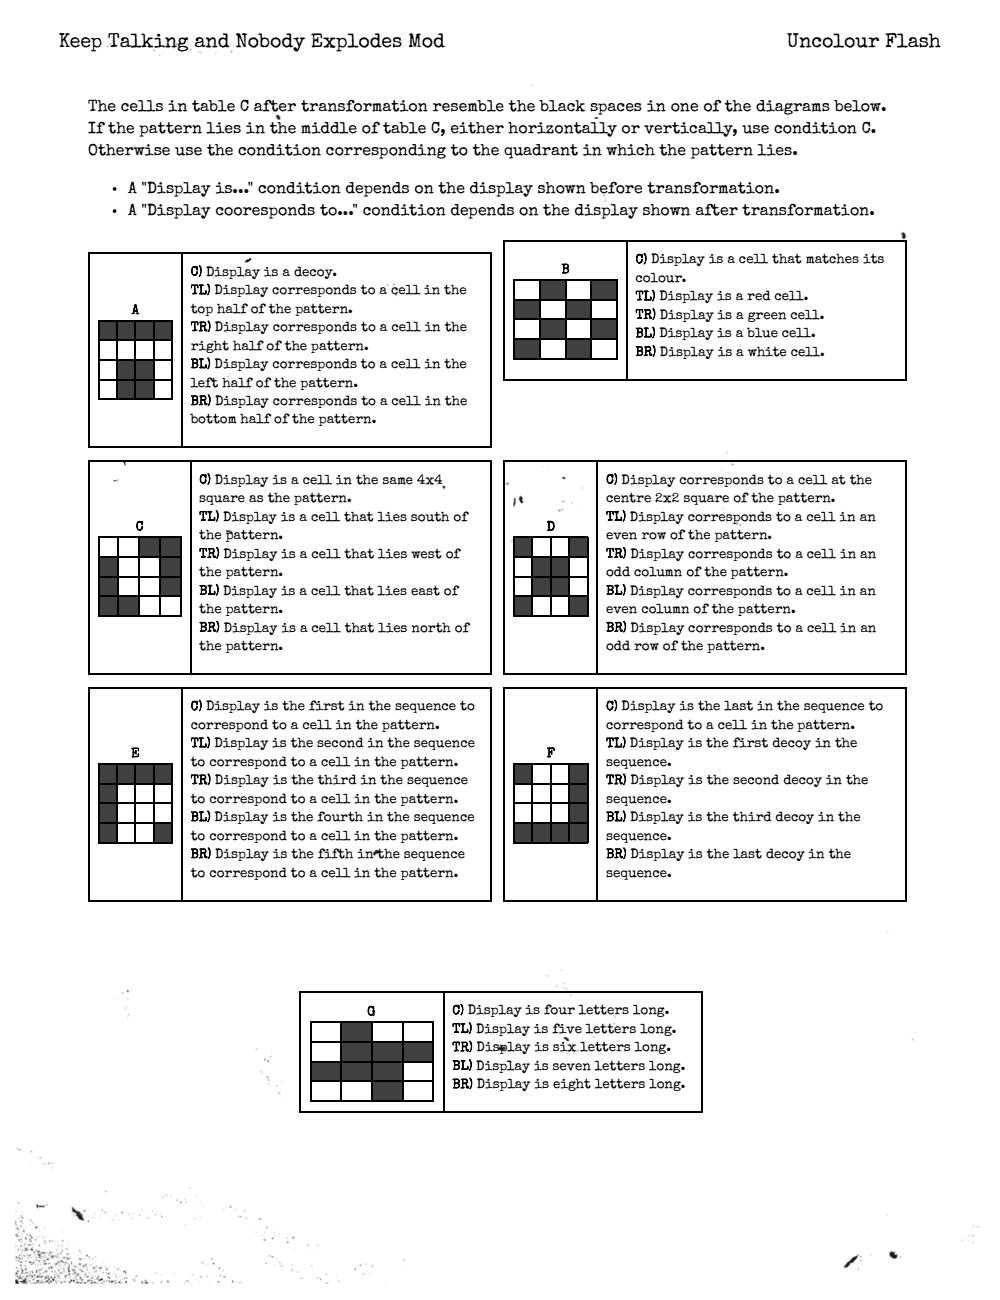 Keep Talking and Nobody Explodes Mod
Uncolour Flash
The cells in table C after transformation resemble the black spaces in one of the diagrams below.
If the pattern lies in the middle of table C, either horizontally or vertically, use condition C.
Otherwise use the condition corresponding to the quadrant in which the pattern lies.
• A "Display is..." condition depends on the display shown before transformation.
• A "Display cooresponds to..." condition depends on the display shown after transformation.
A
C) Display is a decoy.
TL) Display corresponds to a cell in the
top half of the pattern.
TR) Display corresponds to a cell in the
right half of the pattern.
BL) Display corresponds to a cell in the
left half of the pattern.
BR) Display corresponds to a cell in the
bottom half of the pattern.
B
C) Display is a cell that matches its
colour.
TL) Display is a red cell.
TR) Display is a green cell.
BL) Display is a blue cell.
BR) Display is a white cell.
C
C) Display is a cell in the same 4x4
square as the pattern.
TL) Display is a cell that lies south of
the pattern.
TR) Display is a cell that lies west of
the pattern.
BL) Display is a cell that lies east of
the pattern.
BR) Display is a cell that lies north of
the pattern.
D
C) Display corresponds to a cell at the
centre 2x2 square of the pattern.
TL) Display corresponds to a cell in an
even row of the pattern.
TR) Display corresponds to a cell in an
odd column of the pattern.
BL) Display corresponds to a cell in an
even column of the pattern.
BR) Display corresponds to a cell in an
odd row of the pattern.
E
C) Display is the first in the sequence to
correspond to a cell in the pattern.
TL) Display is the second in the sequence
to correspond to a cell in the pattern.
TR) Display is the third in the sequence
to correspond to a cell in the pattern.
BL) Display is the fourth in the sequence
to correspond to a cell in the pattern.
BR) Display is the fifth in the sequence
to correspond to a cell in the pattern.
F
C) Display is the last in the sequence to
correspond to a cell in the pattern.
TL) Display is the first decoy in the
sequence.
TR) Display is the second decoy in the
sequence.
BL) Display is the third decoy in the
sequence.
BR) Display is the last decoy in the
sequence.
G
C) Display is four letters long.
TL) Display is five letters long.
TR) Display is six letters long.
BL) Display is seven letters long.
BR) Display is eight letters long.